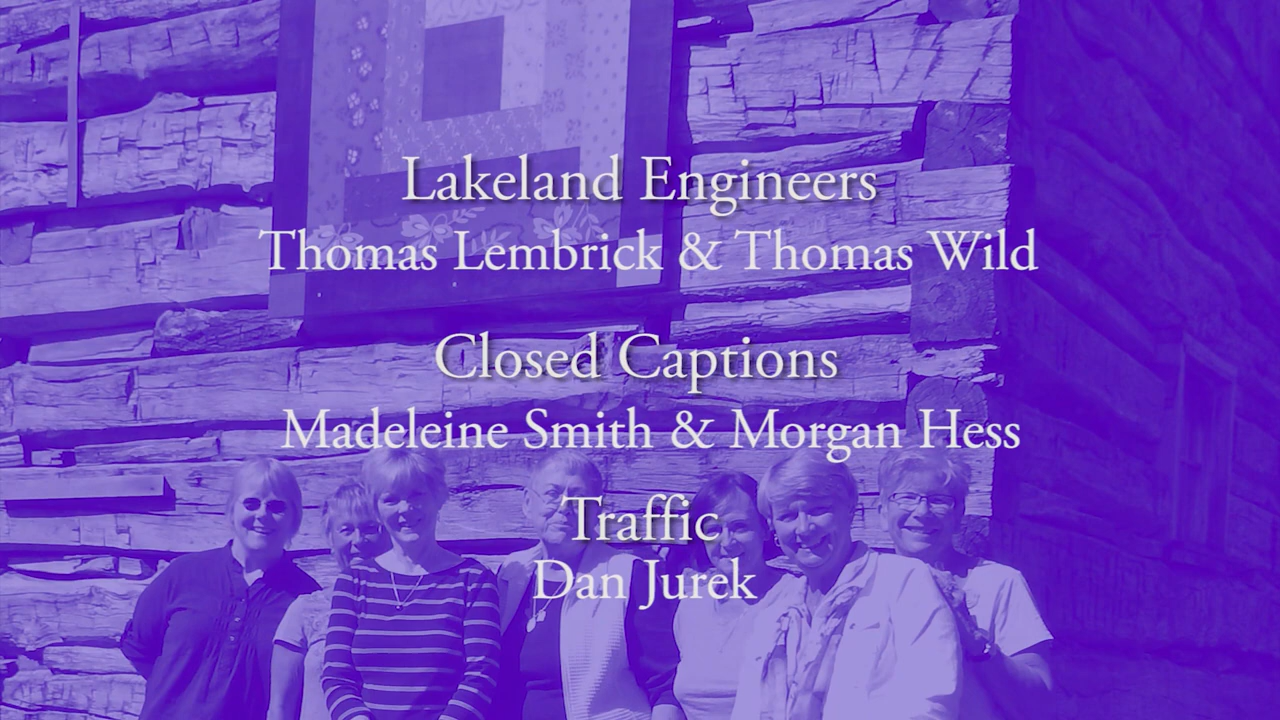 Lakeland Engineers
Thomas Lembrick & Thomas Wild
Closed Captions
Madeleine Smith & Morgan Hess
Traffic
Dan Jurek